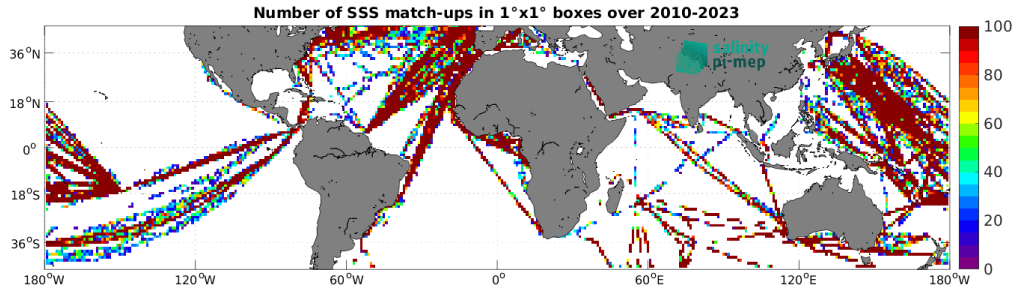 Number of SSS match-ups in 1°x1° boxes over 2010-2023
salinity
pi-mep
36°N
18°N
0°
18°S
36°S
180°W
120°W
60°W
0°
60°E
120°E
180°W
100
80
60
40
20
0